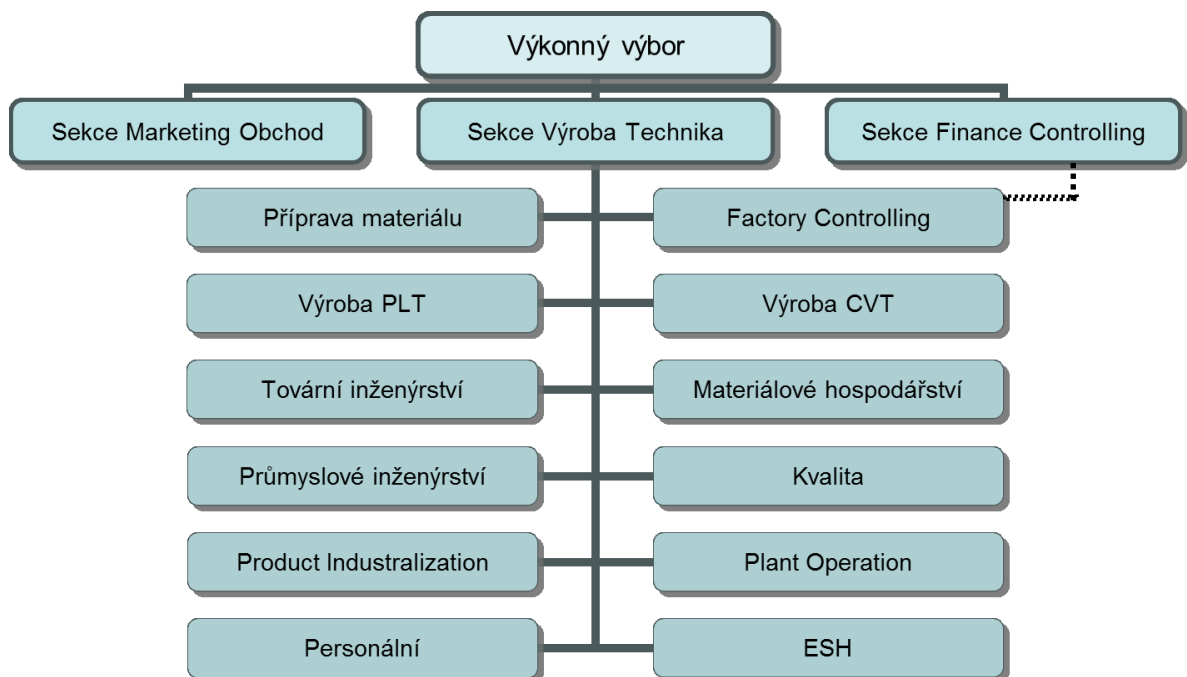 Výkonný výbor
Sekce Marketing Obchod
Sekce Výroba Technika
Sekce Finance Controlling
Příprava materiálu
Factory Controlling
Výroba PLT
Výroba CVT
Tovární inženýrství
Materiálové hospodářství
Průmyslové inženýrství
Kvalita
Product Industralization
Plant Operation
Personální
ESH